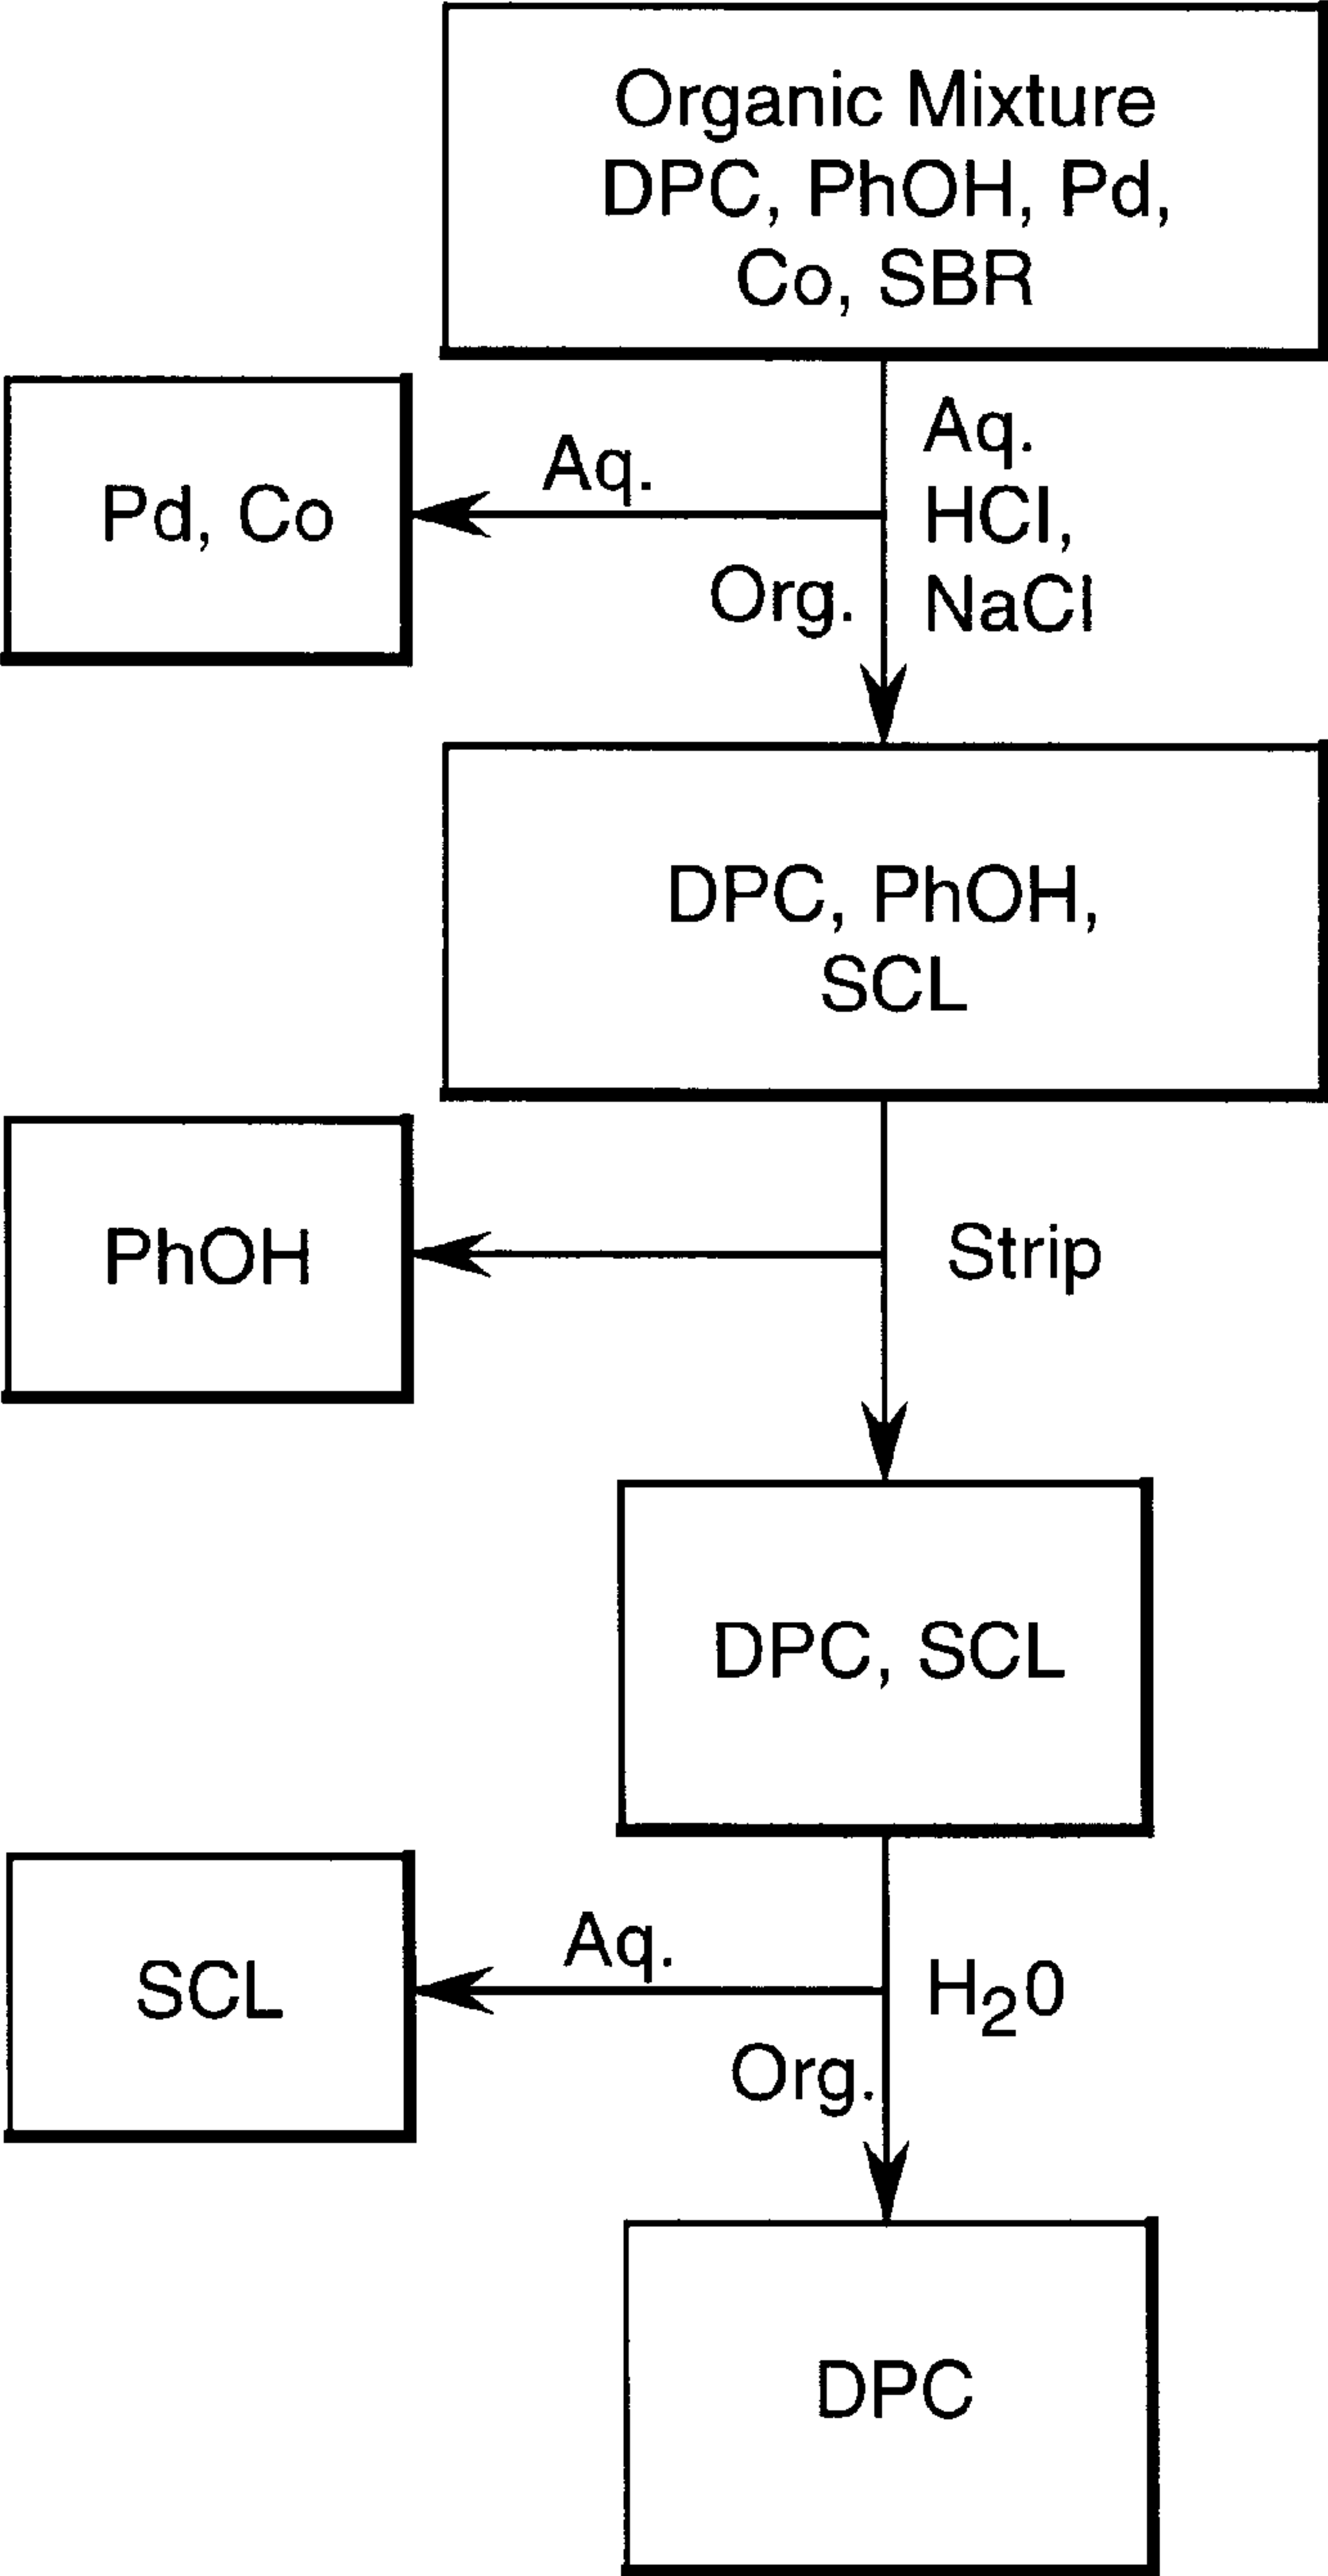 Organic Mixture
DPC, PhOH, Pd,
Co, SBR
Aq.
HCl,
NaCl
Aq.
Pd, Co
Org.
DPC, PhOH,
SCL
PhOH
Strip
DPC, SCL
Aq.
SCL
H20
Org.
DPC